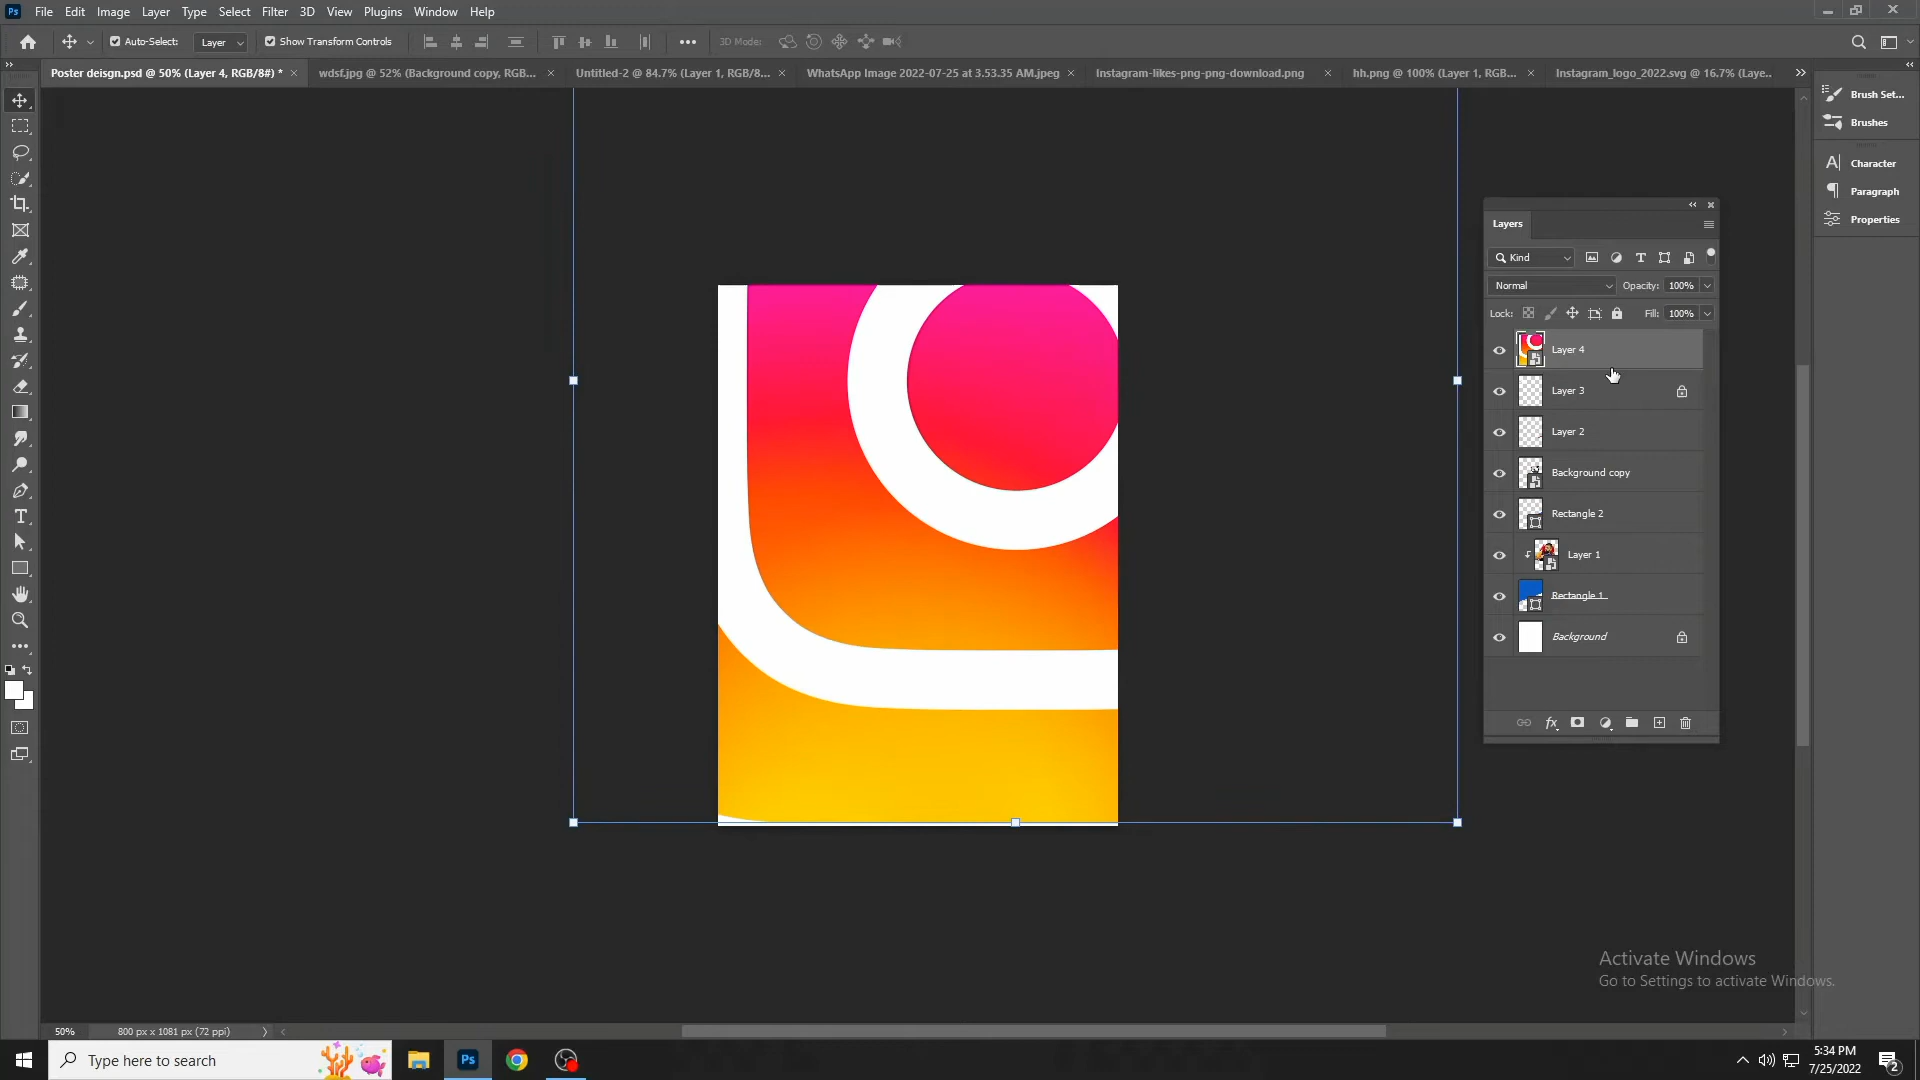 Ps File Edit Image Layer Type Select Filter 3D View Plugins Window Help
Auto-Select: Layer Show Transform Controls 3D Mode:
Poster deisgn.psd @ 50% (Layer 4, RGB/8#) * wdsf.jpg @ 52% (Background copy, RGB... Untitled-2 @ 84.7% (Layer 1, RGB/8... WhatsApp Image 2022-07-25 at 3.53.35 AM.jpeg Instagram-likes-png-png-download.png hh.png @ 100% (Layer 1, RGB... Instagram_logo_2022.svg @ 16.7% (Laye...
Brush Set...
Brushes
Character
Paragraph
Properties
Layers
Kind
Normal Opacity: 100%
Lock: Fill: 100%
Layer 4
Layer 3
Layer 2
Background copy
Rectangle 2
Layer 1
Rectangle 1
Background
fx
Activate Windows
Go to Settings to activate Windows.
50% 800 px x 1081 px (72 ppi)
Type here to search
Ps
5:34 PM
7/25/2022
2